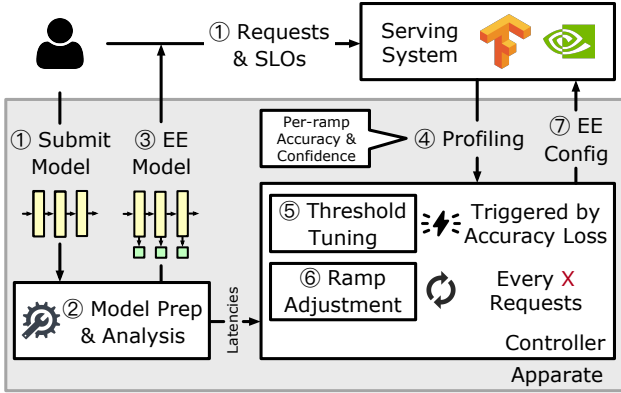 ① Requests
& SLOs
Serving
System
① Submit
Model
③ EE
Model
Per-ramp
Accuracy &
Confidence
④ Profiling
⑦ EE
Config
⑤ Threshold
Tuning
Triggered by
Accuracy Loss
② Model Prep
& Analysis
Latencies
⑥ Ramp
Adjustment
Every X
Requests
Controller
Apparate